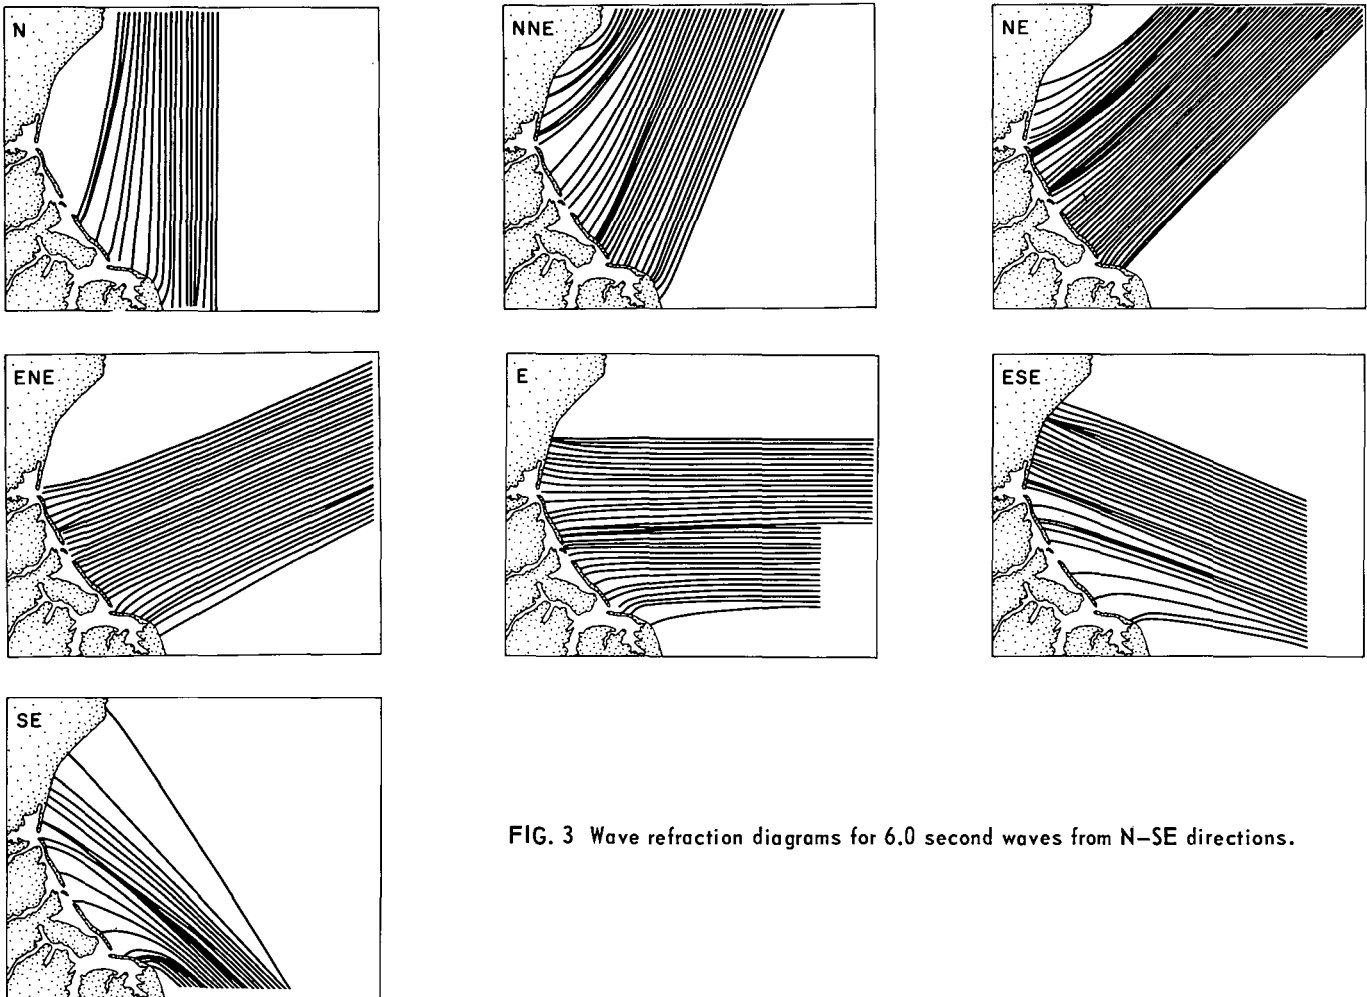 N
NNE
NE
ENE
E
ESE
SE
FIG. 3 Wave refraction diagrams for 6.0 second waves from N–SE directions.